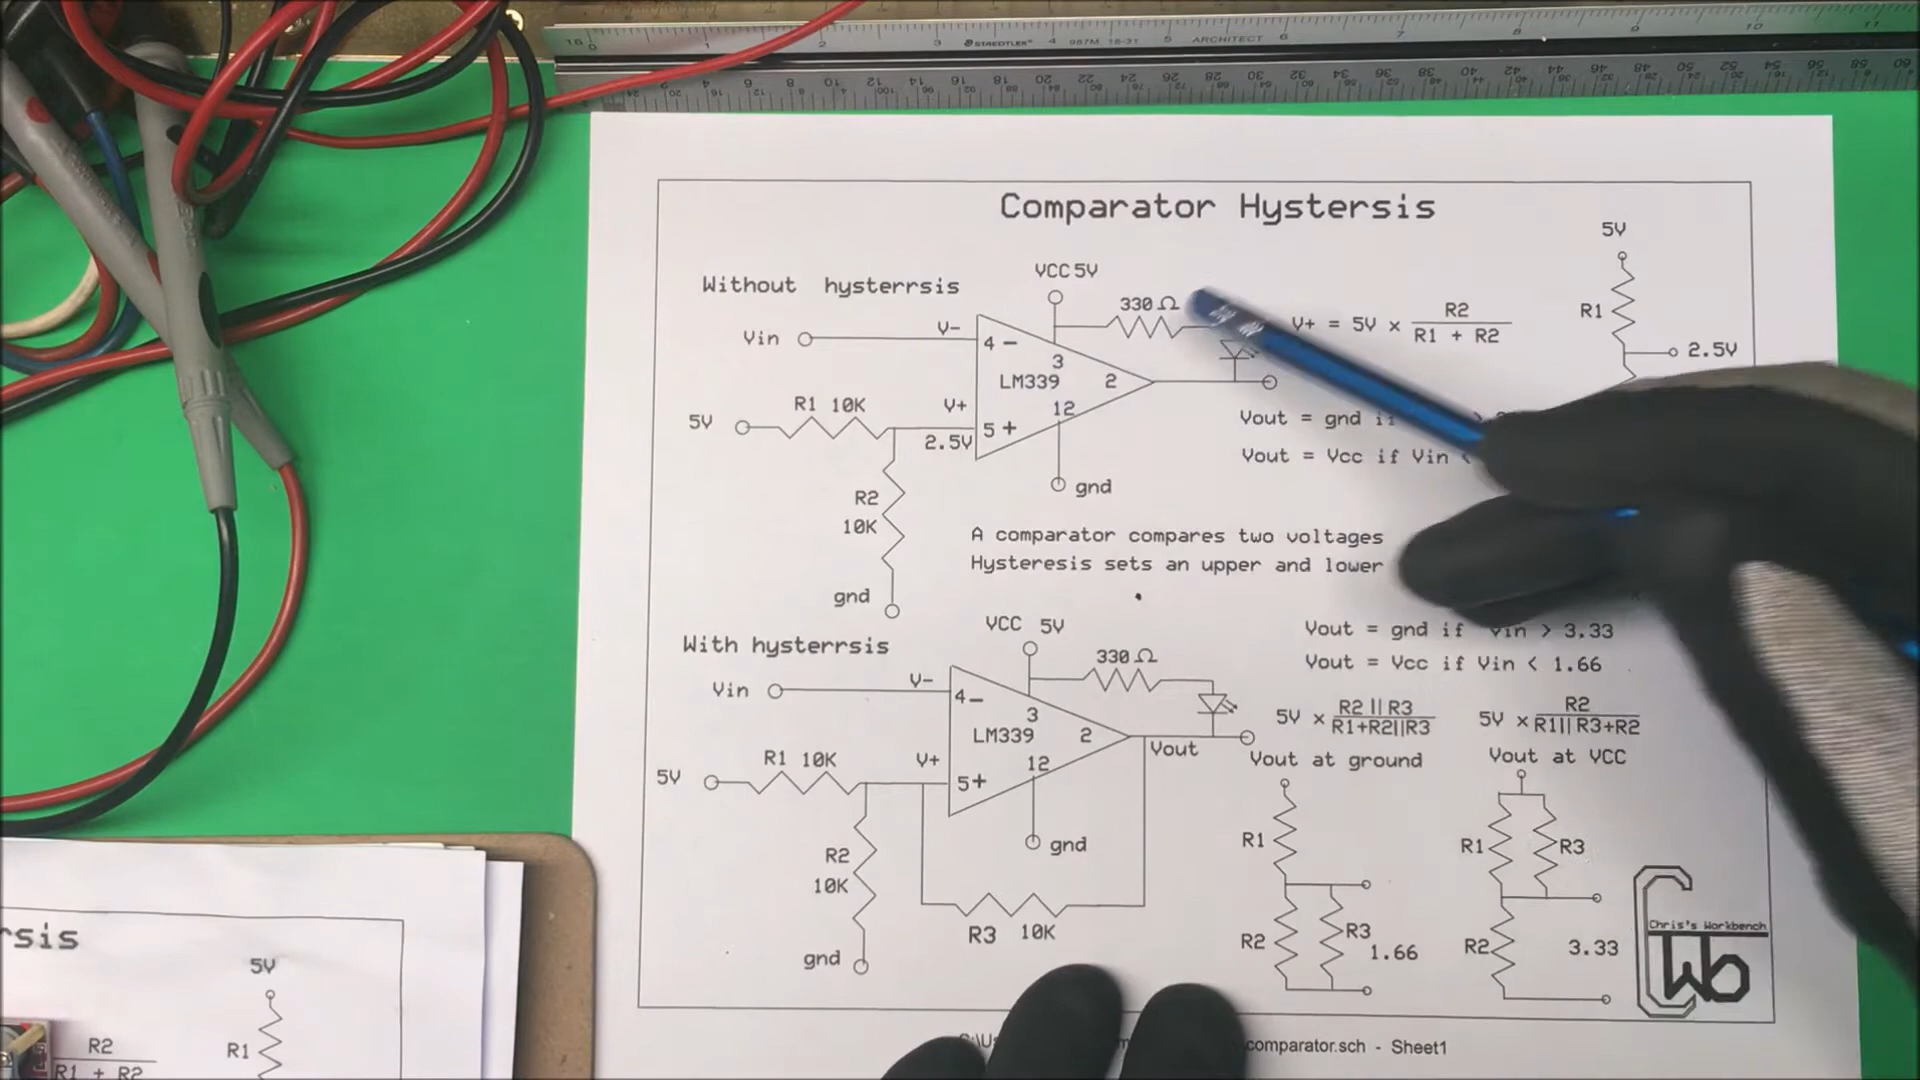 STAEDTLER 987M 18-31 ARCHITECT
Comparator Hystersis
Without hysterrsis
VCC 5V
330 Ω
Vin
V-
4 -
3
LM339
2
12
5 +
V+
2.5V
5V
R1 10K
R2
10K
gnd
gnd
V+ = 5V × R2
R1 + R2
5V
R1
2.5V
Vout = gnd if
Vout = Vcc if Vin <
A comparator compares two voltages
Hysteresis sets an upper and lower
With hysterrsis
VCC 5V
330 Ω
Vin
V-
4-
3
LM339
2
12
5+
V+
Vout
5V
R1 10K
R2
10K
gnd
gnd
R3 10K
Vout = gnd if Vin > 3.33
Vout = Vcc if Vin < 1.66
5V × R2 || R3
R1+R2||R3
5V × R2
R1|| R3+R2
Vout at ground
Vout at VCC
R1
R2
R3
1.66
R1
R3
R2
3.33
Chris's Workbench
Wb
comparator.sch - Sheet1
rsis
5V
R1
R2
R1 + R2